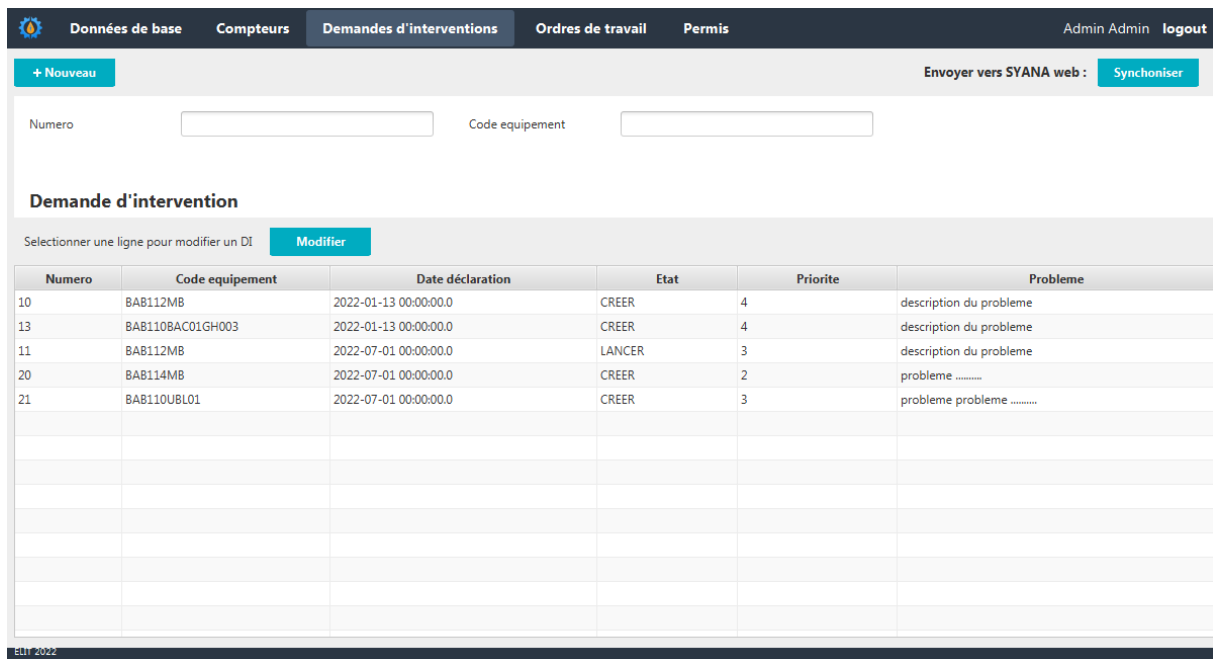 Données de base Compteurs Demandes d'interventions Ordres de travail Permis Admin Admin logout
+ Nouveau Envoyer vers SYANA web : Synchoniser
Numero Code equipement
Demande d'intervention
Selectionner une ligne pour modifier un DI Modifier
Numero Code equipement Date déclaration Etat Priorite Probleme
10 BAB112MB 2022-01-13 00:00:00.0 CREER 4 description du probleme
13 BAB110BAC01GH003 2022-01-13 00:00:00.0 CREER 4 description du probleme
11 BAB112MB 2022-07-01 00:00:00.0 LANCER 3 description du probleme
20 BAB114MB 2022-07-01 00:00:00.0 CREER 2 probleme ..........
21 BAB110UBL01 2022-07-01 00:00:00.0 CREER 3 probleme probleme ..........
ELIT 2022